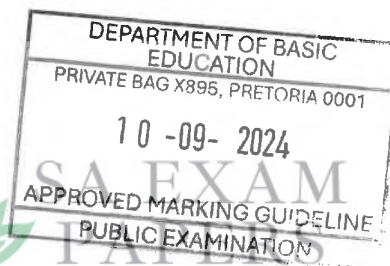 DEPARTMENT OF BASIC
EDUCATION
PRIVATE BAG X895, PRETORIA 0001
10 -09- 2024
SA EXAM
APPROVED MARKING GUIDELINE
PAPERS
PUBLIC EXAMINATION